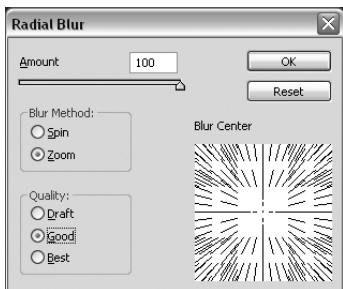 Radial Blur
Amount 100
OK
Reset
Blur Method:
Spin
Zoom
Blur Center
Quality:
Draft
Good
Best